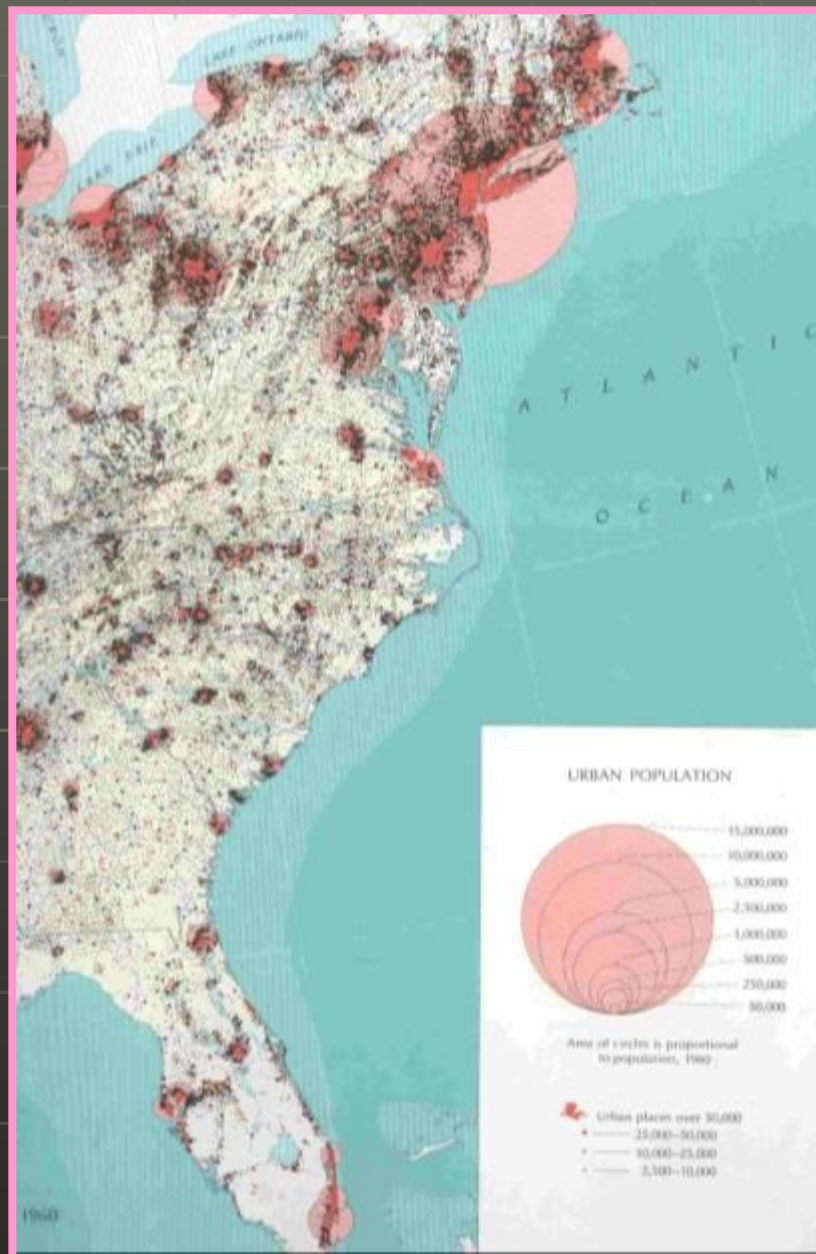 LAKE ONTARIO
LAKE ERIE
ATLANTIC
OCEAN
URBAN POPULATION
15,000,000
10,000,000
5,000,000
2,500,000
1,000,000
500,000
250,000
50,000
Area of circles is proportional
to population, 1960
Urban places over 50,000
25,000–50,000
10,000–25,000
2,500–10,000
1960